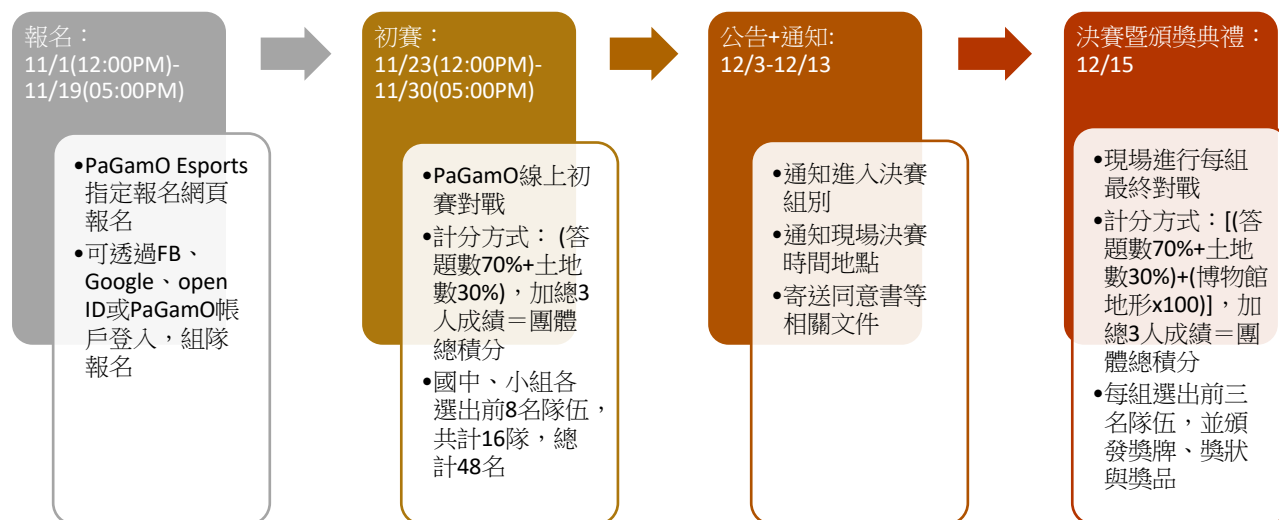 報名：
11/1(12:00PM)-
11/19(05:00PM)
•PaGamO Esports
指定報名網頁
報名
•可透過FB、
Google、open
ID或PaGamO帳
戶登入，組隊
報名
初賽：
11/23(12:00PM)-
11/30(05:00PM)
•PaGamO線上初
賽對戰
•計分方式： (答
題數70%+土地
數30%)，加總3
人成績＝團體
總積分
•國中、小組各
選出前8名隊伍，
共計16隊，總
計48名
公告+通知:
12/3-12/13
•通知進入決賽
組別
•通知現場決賽
時間地點
•寄送同意書等
相關文件
決賽暨頒獎典禮：
12/15
•現場進行每組
最終對戰
•計分方式：[(答
題數70%+土地
數30%)+(博物館
地形x100)]，加
總3人成績＝團
體總積分
•每組選出前三
名隊伍，並頒
發獎牌、獎狀
與獎品